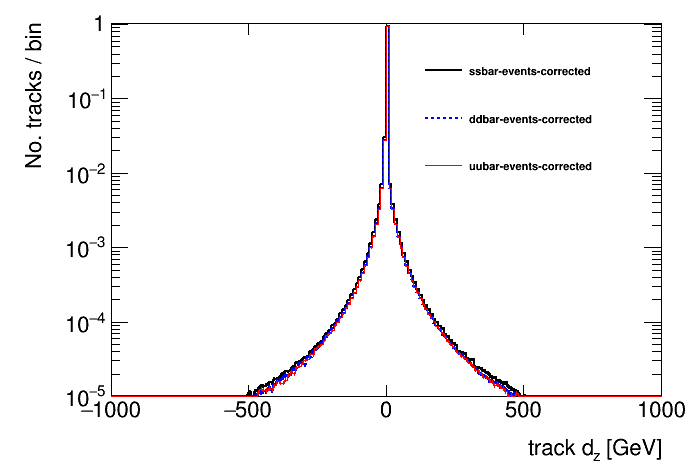 No. tracks / bin
1
10⁻¹
10⁻²
10⁻³
10⁻⁴
10⁻⁵
ssbar-events-corrected
ddbar-events-corrected
uubar-events-corrected
−1000 −500 0 500 1000
track d_z [GeV]